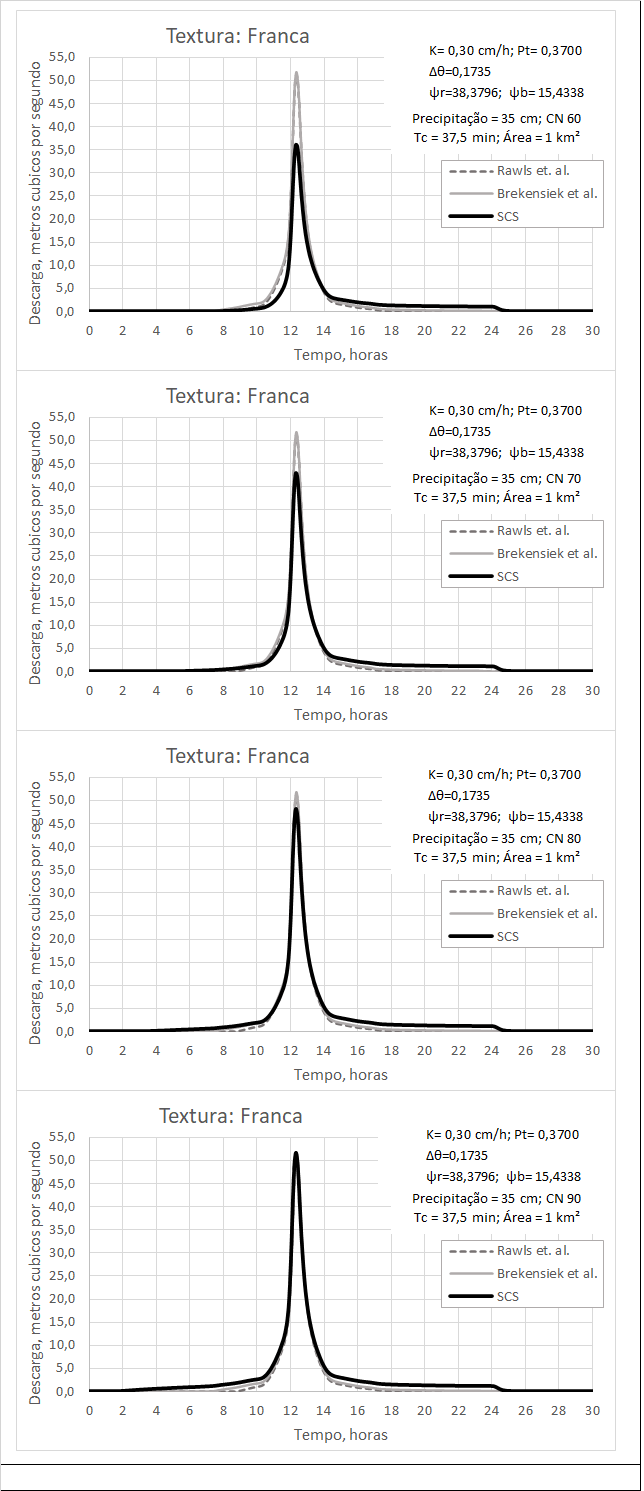 Textura: Franca
K= 0,30 cm/h; Pt= 0,3700
Δθ=0,1735
ψr=38,3796; ψb= 15,4338
Precipitação = 35 cm; CN 60
Tc = 37,5 min; Área = 1 km²
Rawls et. al.
Brekensiek et al.
SCS
Descarga, metros cubicos por segundo
55,0
50,0
45,0
40,0
35,0
30,0
25,0
20,0
15,0
10,0
5,0
0,0
0 2 4 6 8 10 12 14 16 18 20 22 24 26 28 30
Tempo, horas
Textura: Franca
K= 0,30 cm/h; Pt= 0,3700
Δθ=0,1735
ψr=38,3796; ψb= 15,4338
Precipitação = 35 cm; CN 70
Tc = 37,5 min; Área = 1 km²
Rawls et. al.
Brekensiek et al.
SCS
Descarga, metros cubicos por segundo
55,0
50,0
45,0
40,0
35,0
30,0
25,0
20,0
15,0
10,0
5,0
0,0
0 2 4 6 8 10 12 14 16 18 20 22 24 26 28 30
Tempo, horas
Textura: Franca
K= 0,30 cm/h; Pt= 0,3700
Δθ=0,1735
ψr=38,3796; ψb= 15,4338
Precipitação = 35 cm; CN 80
Tc = 37,5 min; Área = 1 km²
Rawls et. al.
Brekensiek et al.
SCS
Descarga, metros cubicos por segundo
55,0
50,0
45,0
40,0
35,0
30,0
25,0
20,0
15,0
10,0
5,0
0,0
0 2 4 6 8 10 12 14 16 18 20 22 24 26 28 30
Tempo, horas
Textura: Franca
K= 0,30 cm/h; Pt= 0,3700
Δθ=0,1735
ψr=38,3796; ψb= 15,4338
Precipitação = 35 cm; CN 90
Tc = 37,5 min; Área = 1 km²
Rawls et. al.
Brekensiek et al.
SCS
Descarga, metros cubicos por segundo
55,0
50,0
45,0
40,0
35,0
30,0
25,0
20,0
15,0
10,0
5,0
0,0
0 2 4 6 8 10 12 14 16 18 20 22 24 26 28 30
Tempo, horas